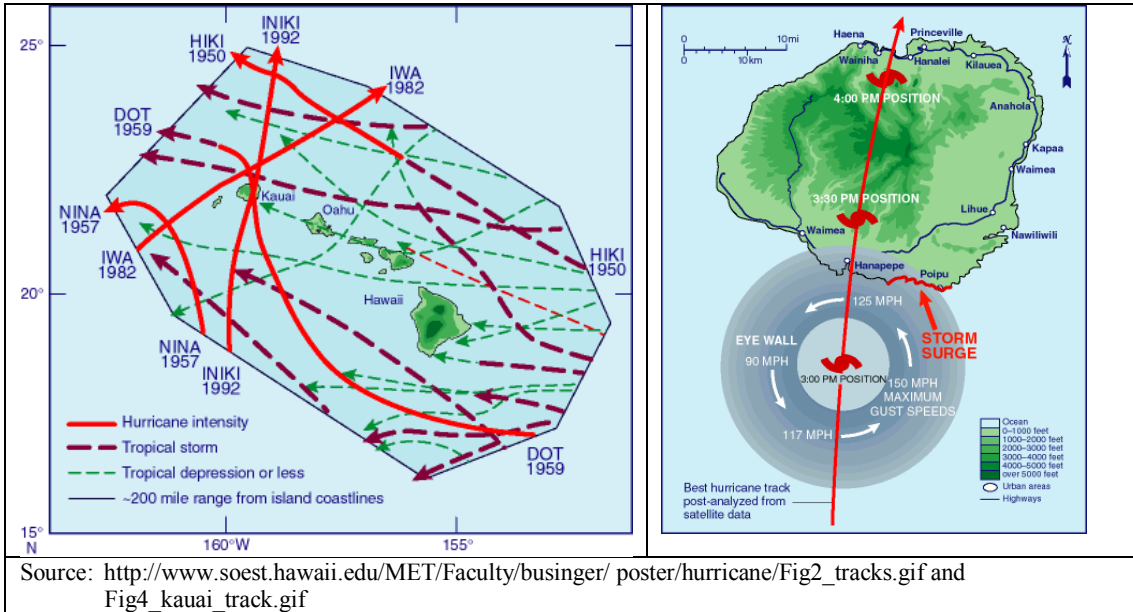 25°
20°
15°
N
160°W
155°
INIKI
1992
HIKI
1950
IWA
1982
DOT
1959
NINA
1957
IWA
1982
Kauai
Oahu
Hawaii
HIKI
1950
NINA
1957
INIKI
1992
DOT
1959
Hurricane intensity
Tropical storm
Tropical depression or less
~200 mile range from island coastlines
0 10mi
0 10km
N
Haena
Wainiha
Princeville
Hanalei
Kilauea
Anahola
Kapaa
Waimea
Lihue
Nawiliwili
Waimea
Hanapepe
Poipu
4:00 PM POSITION
3:30 PM POSITION
125 MPH
EYE WALL
90 MPH
3:00 PM POSITION
150 MPH
MAXIMUM
GUST SPEEDS
117 MPH
STORM
SURGE
Best hurricane track
post-analyzed from
satellite data
Ocean
0–1000 feet
1000–2000 feet
2000–3000 feet
3000–4000 feet
4000–5000 feet
over 5000 feet
Urban areas
Highways
Source: http://www.soest.hawaii.edu/MET/Faculty/businger/ poster/hurricane/Fig2_tracks.gif and
Fig4_kauai_track.gif